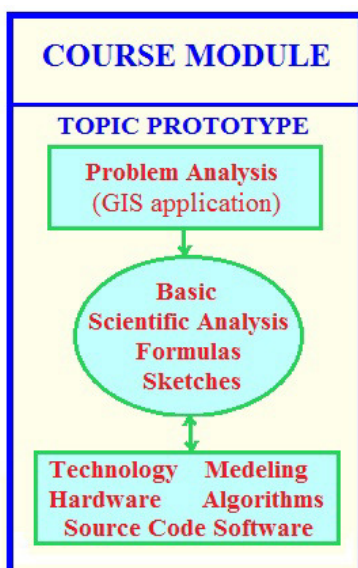 COURSE MODULE
TOPIC PROTOTYPE
Problem Analysis
(GIS application)
Basic
Scientific Analysis
Formulas
Sketches
Technology Medeling
Hardware Algorithms
Source Code Software